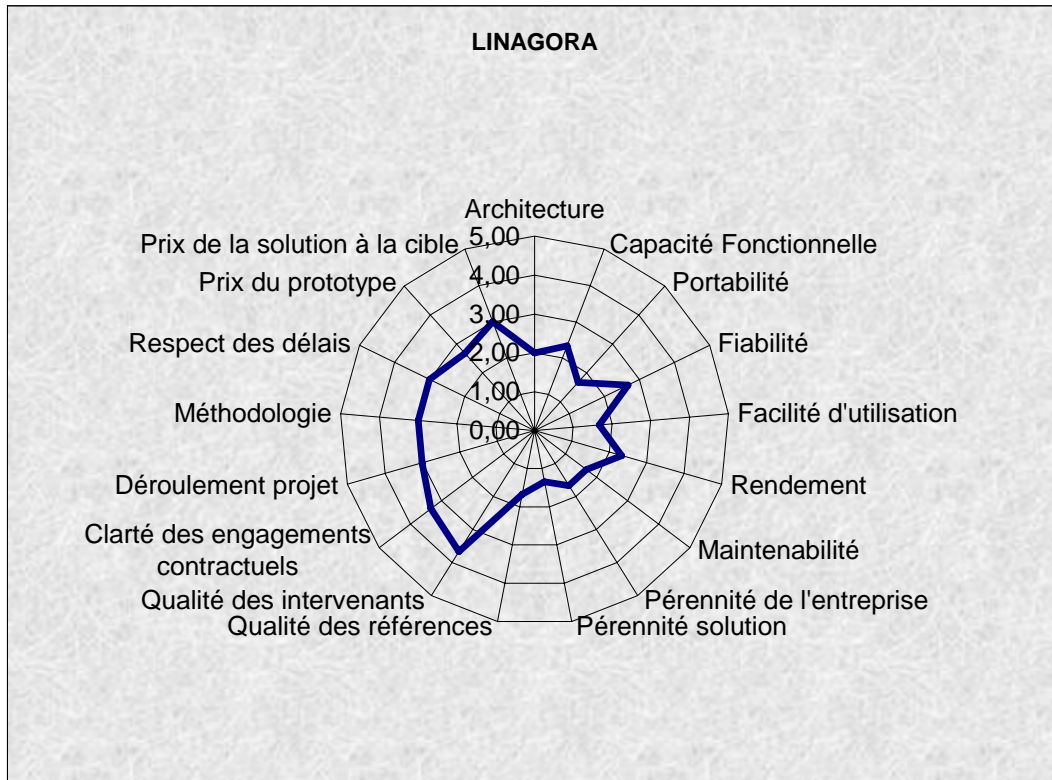 LINAGORA
Architecture
Capacité Fonctionnelle
Portabilité
Fiabilité
Facilité d'utilisation
Rendement
Maintenabilité
Pérennité de l'entreprise
Pérennité solution
Qualité des références
Qualité des intervenants
Clarté des engagements
contractuels
Déroulement projet
Méthodologie
Respect des délais
Prix du prototype
Prix de la solution à la cible
5,00
4,00
3,00
2,00
1,00
0,00